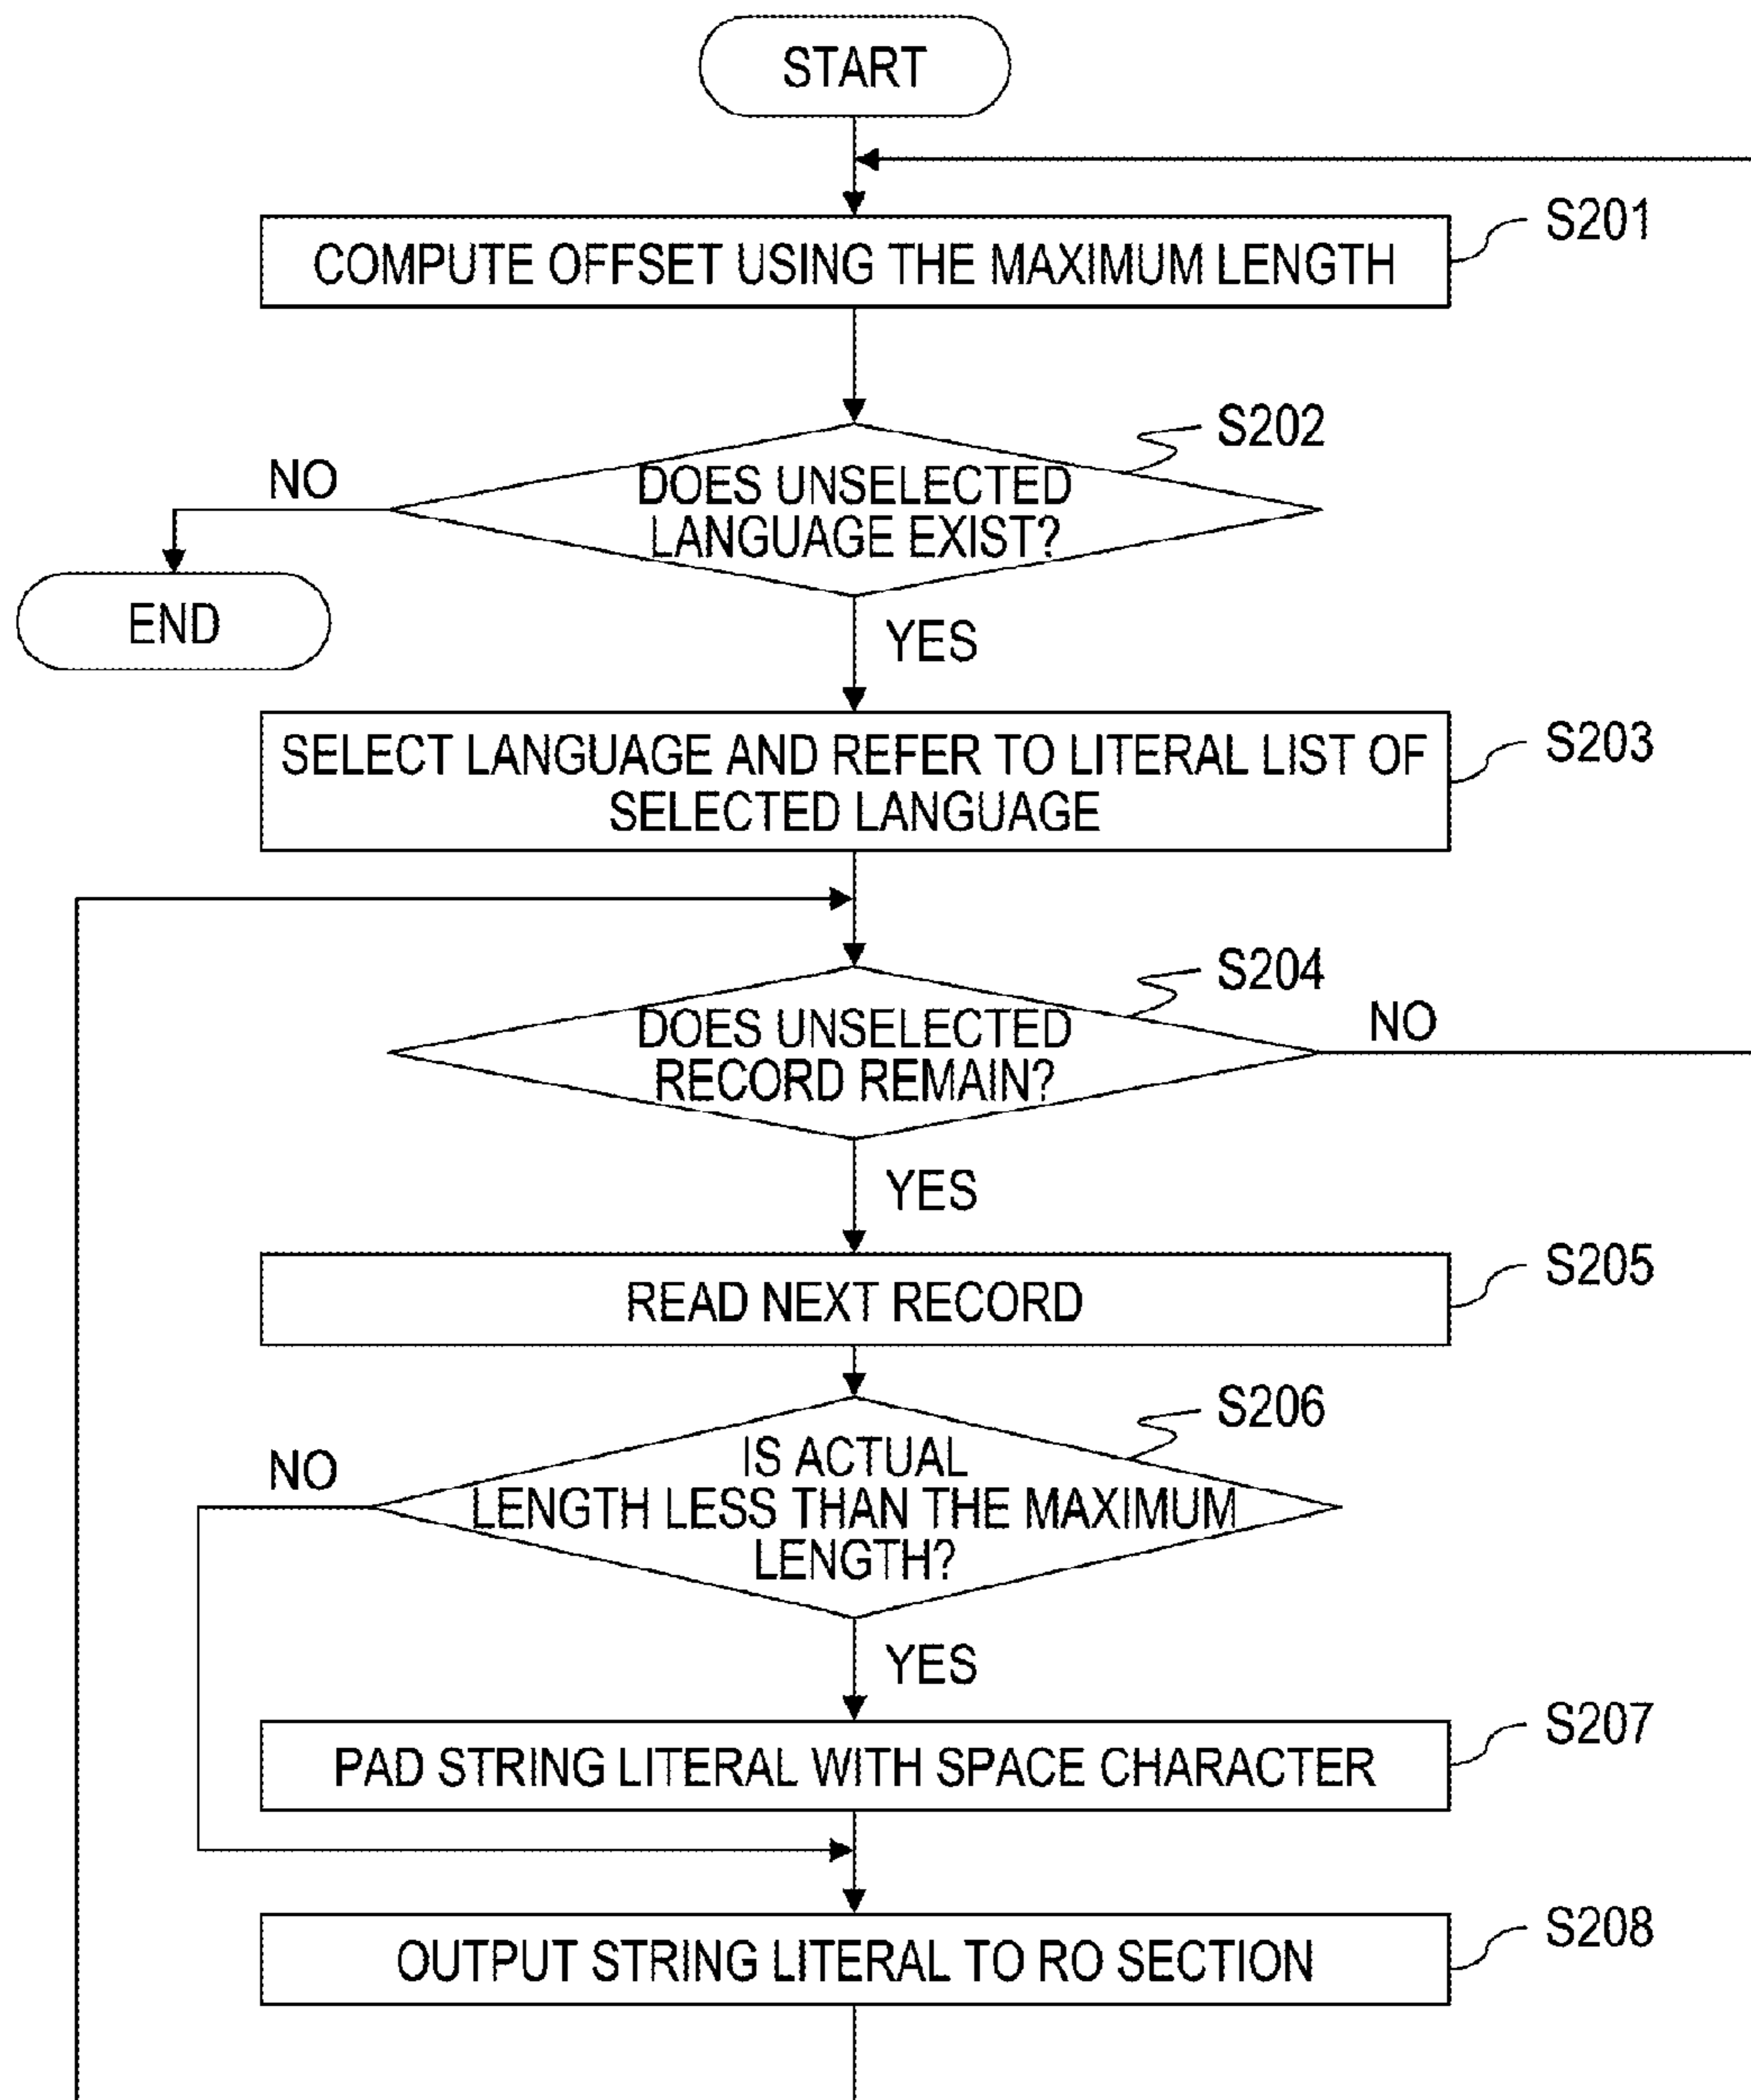 START
S201
COMPUTE OFFSET USING THE MAXIMUM LENGTH
S202
NO
DOES UNSELECTED
LANGUAGE EXIST?
END
YES
S203
SELECT LANGUAGE AND REFER TO LITERAL LIST OF
SELECTED LANGUAGE
S204
DOES UNSELECTED
RECORD REMAIN?
NO
YES
S205
READ NEXT RECORD
S206
NO
IS ACTUAL
LENGTH LESS THAN THE MAXIMUM
LENGTH?
YES
S207
PAD STRING LITERAL WITH SPACE CHARACTER
S208
OUTPUT STRING LITERAL TO RO SECTION